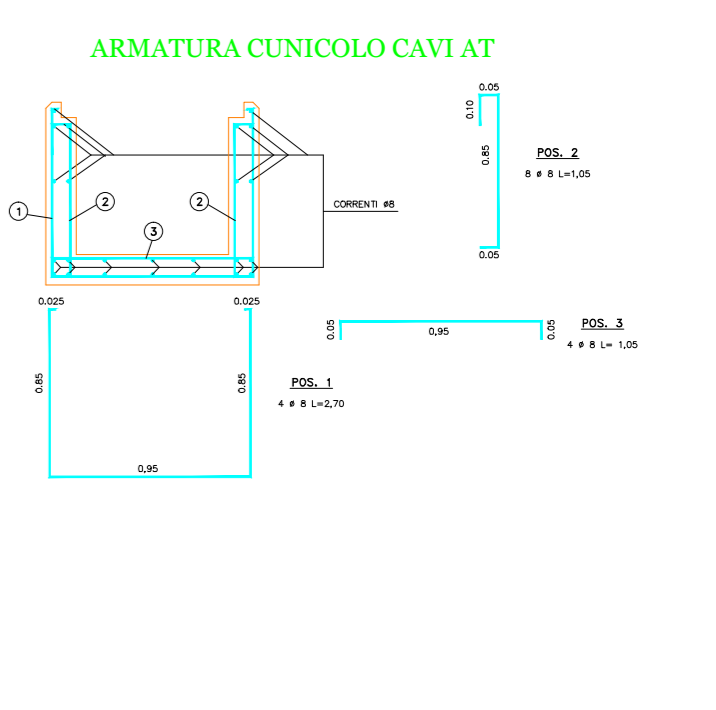 ARMATURA CUNICOLO CAVI AT
0.05
0.10
0.85
POS. 2
8 ø 8 L=1,05
0.05
CORRENTI ø8
1
2
2
3
0.025
0.025
0.85
0.85
0,95
POS. 1
4 ø 8 L=2,70
0.05
0,95
0.05
POS. 3
4 ø 8 L= 1,05